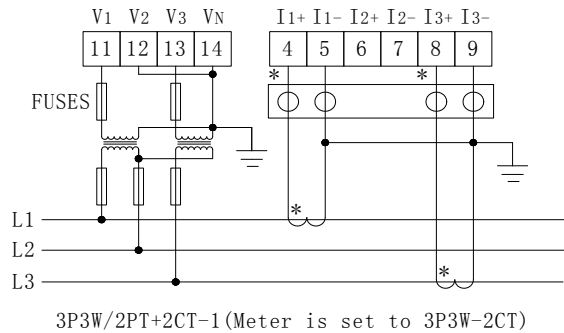 V1 V2 V3 VN I1+ I1- I2+ I2- I3+ I3-
11 12 13 14 4 5 6 7 8 9
* *
FUSES
*
L1
L2
*
L3
3P3W/2PT+2CT-1(Meter is set to 3P3W-2CT)